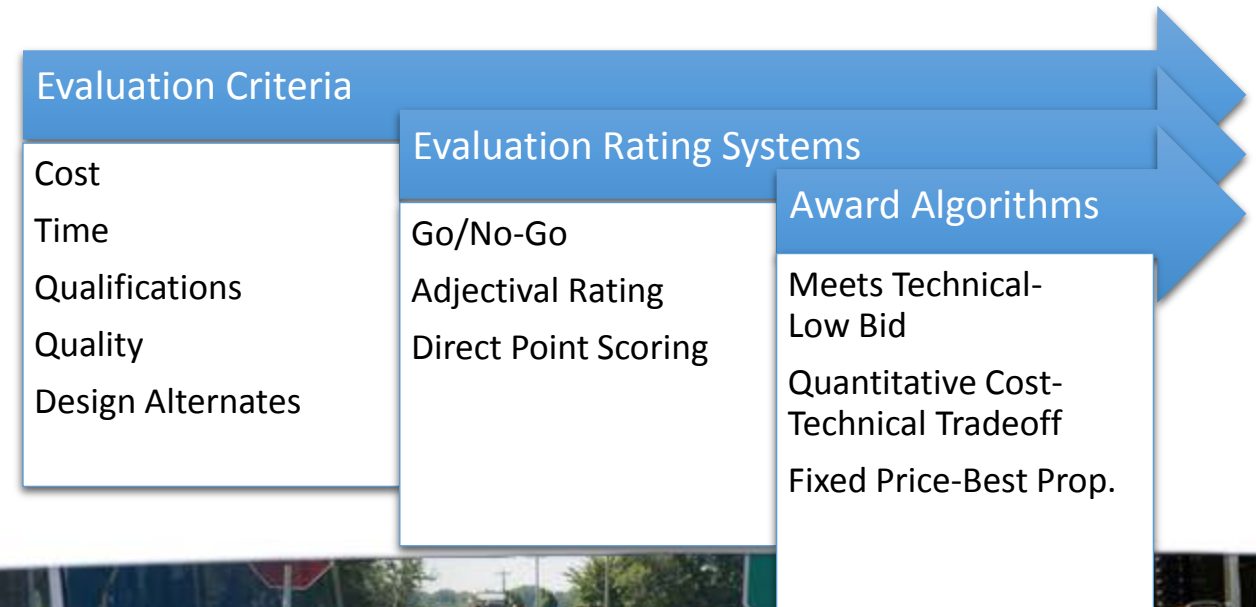 Evaluation Criteria
Cost
Time
Qualifications
Quality
Design Alternates
Evaluation Rating Systems
Go/No-Go
Adjectival Rating
Direct Point Scoring
Award Algorithms
Meets Technical-
Low Bid
Quantitative Cost-
Technical Tradeoff
Fixed Price-Best Prop.